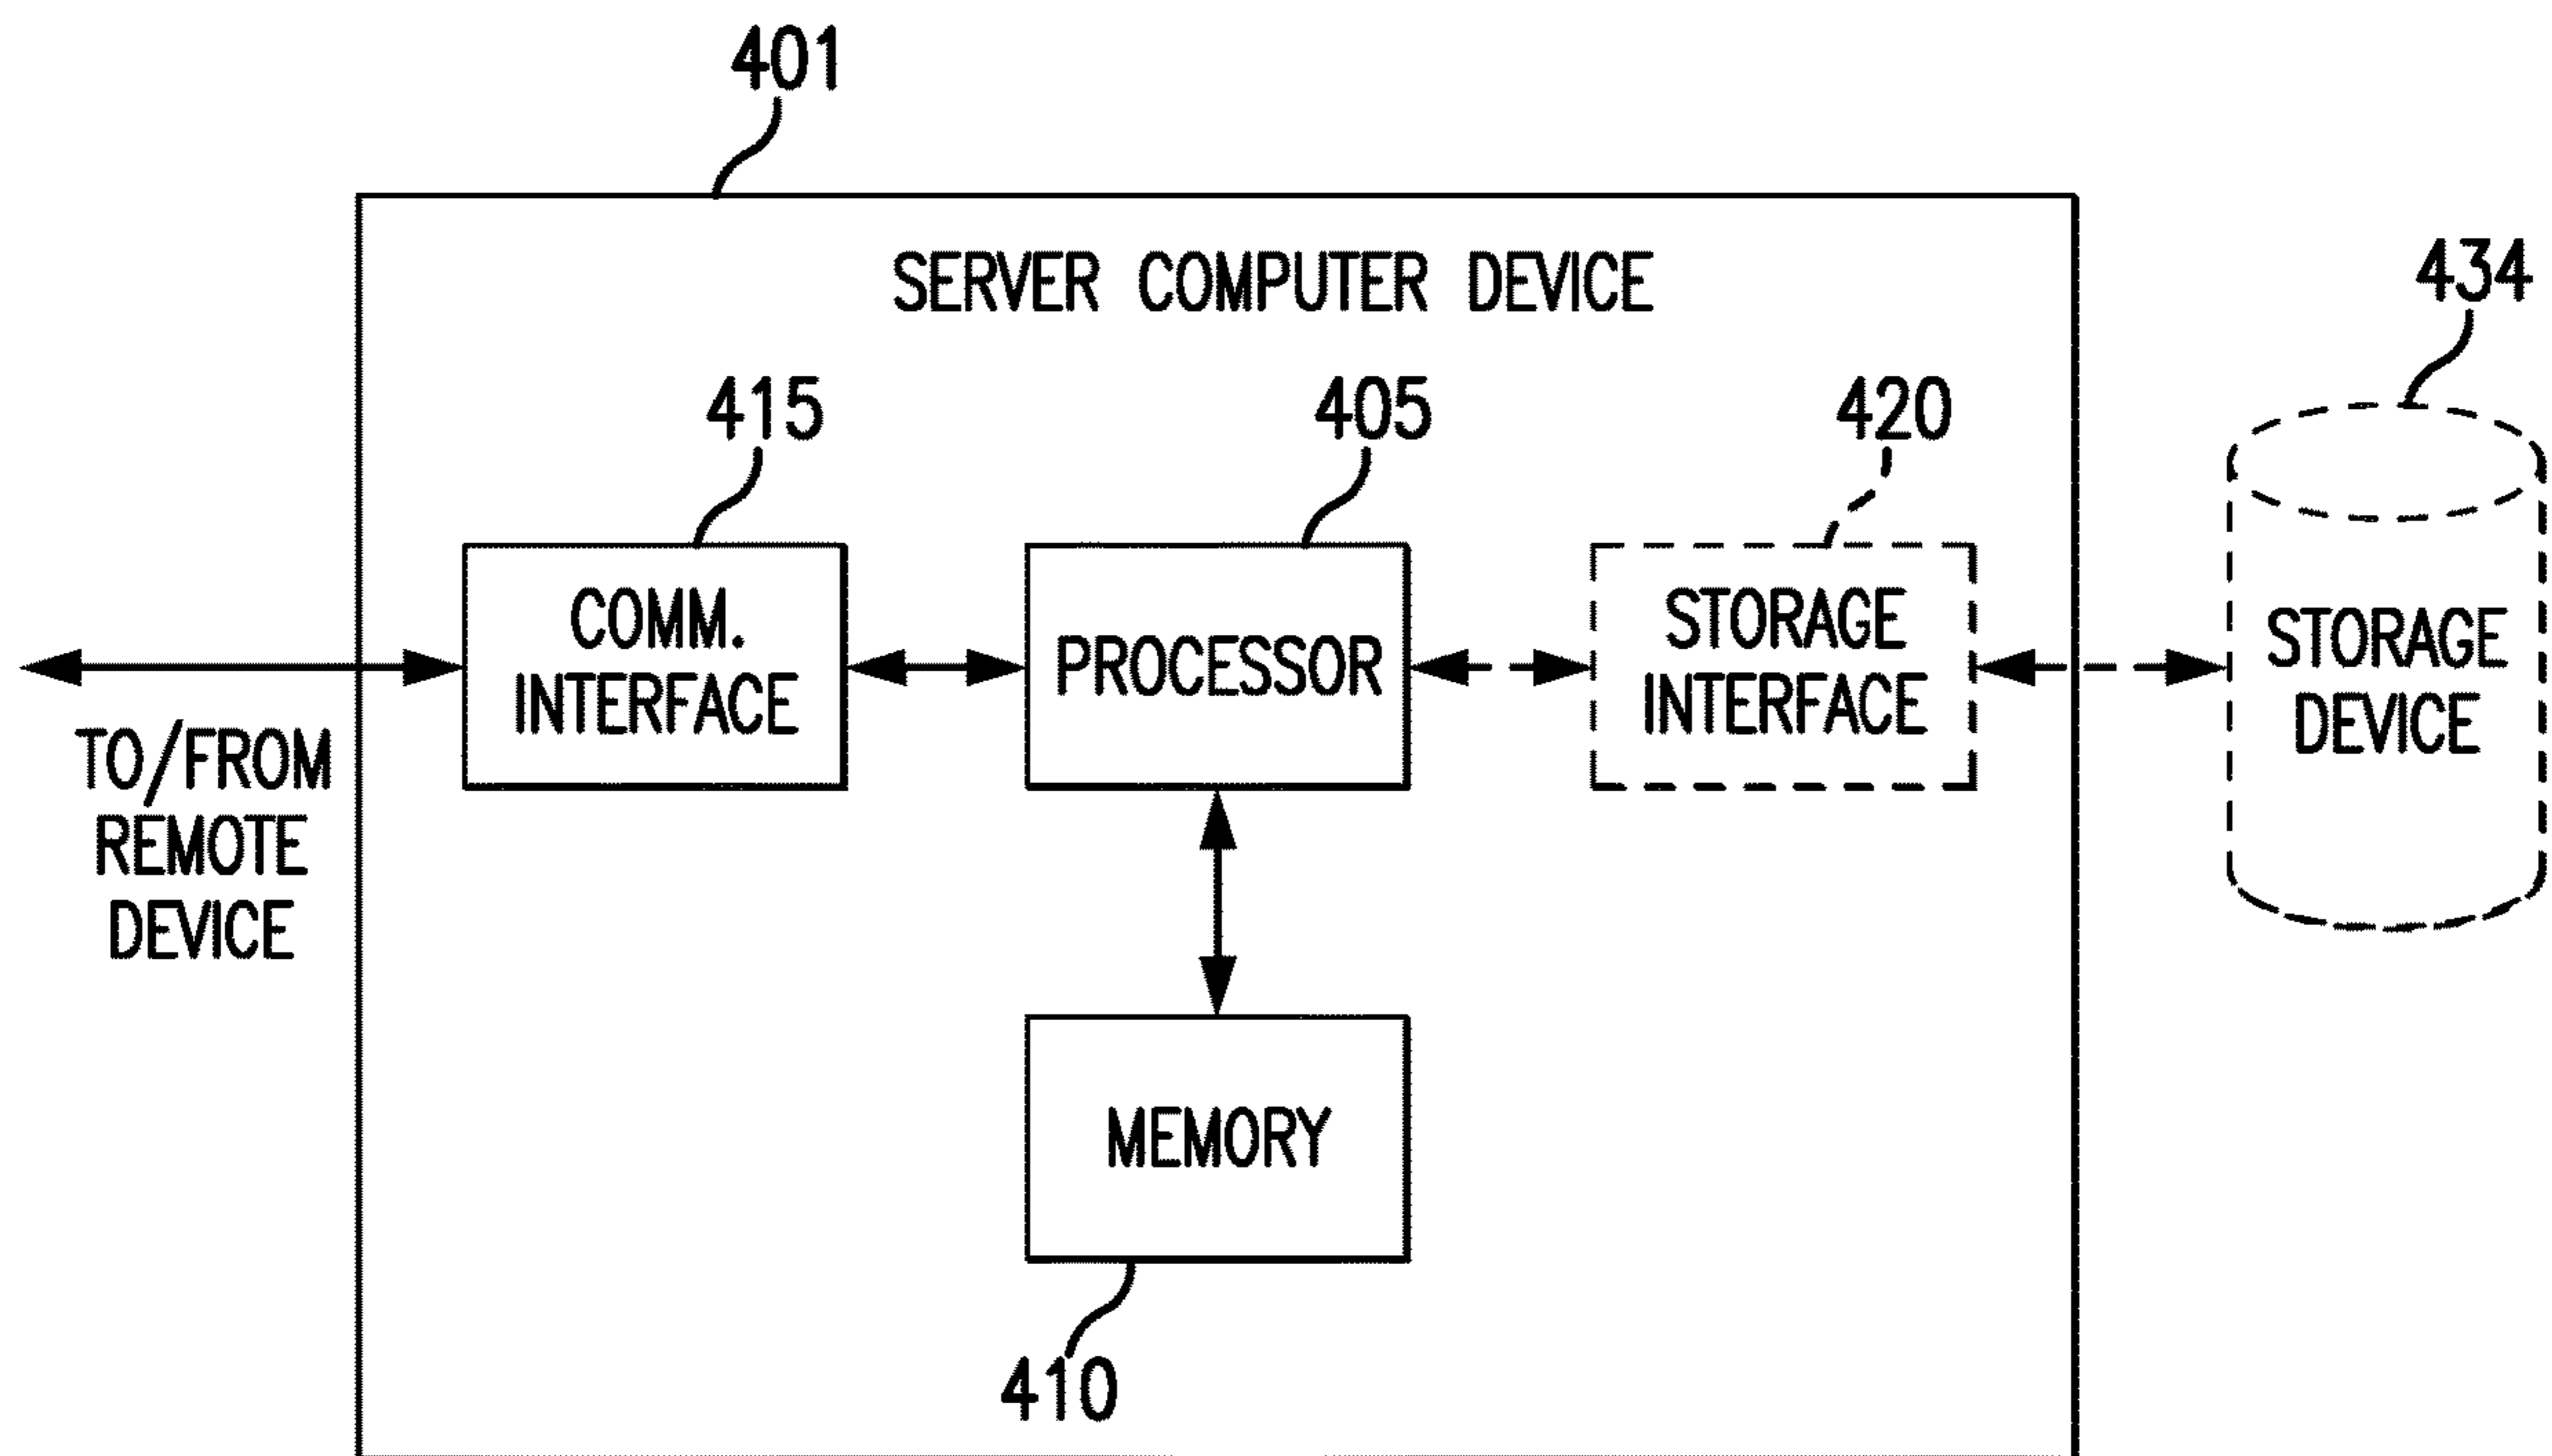 401
SERVER COMPUTER DEVICE
434
415
405
420
COMM.
INTERFACE
PROCESSOR
STORAGE
INTERFACE
STORAGE
DEVICE
TO/FROM
REMOTE
DEVICE
MEMORY
410